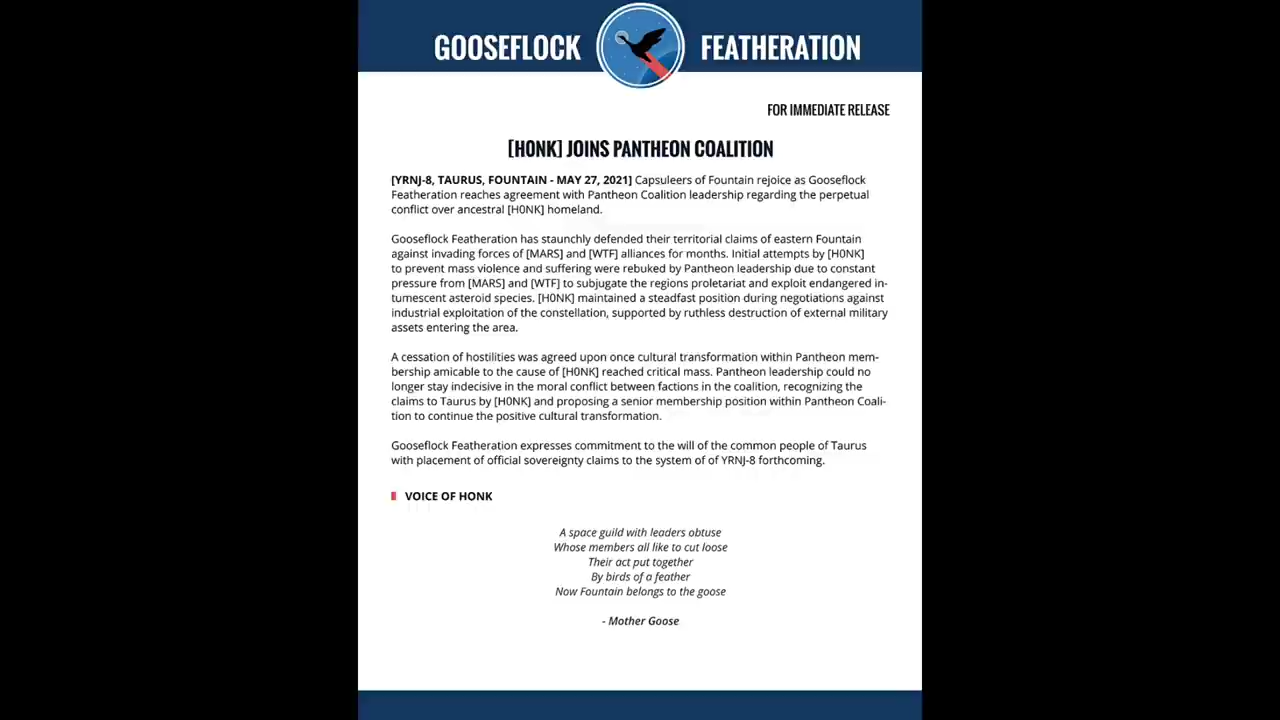 GOOSEFLOCK FEATHERATION
FOR IMMEDIATE RELEASE
[HONK] JOINS PANTHEON COALITION
[YRNJ-8, TAURUS, FOUNTAIN - MAY 27, 2021] Capsuleers of Fountain rejoice as Gooseflock
Featheration reaches agreement with Pantheon Coalition leadership regarding the perpetual
conflict over ancestral [H0NK] homeland.
Gooseflock Featheration has staunchly defended their territorial claims of eastern Fountain
against invading forces of [MARS] and [WTF] alliances for months. Initial attempts by [H0NK]
to prevent mass violence and suffering were rebuked by Pantheon leadership due to constant
pressure from [MARS] and [WTF] to subjugate the regions proletariat and exploit endangered in-
tumescent asteroid species. [H0NK] maintained a steadfast position during negotiations against
industrial exploitation of the constellation, supported by ruthless destruction of external military
assets entering the area.
A cessation of hostilities was agreed upon once cultural transformation within Pantheon mem-
bership amicable to the cause of [H0NK] reached critical mass. Pantheon leadership could no
longer stay indecisive in the moral conflict between factions in the coalition, recognizing the
claims to Taurus by [H0NK] and proposing a senior membership position within Pantheon Coali-
tion to continue the positive cultural transformation.
Gooseflock Featheration expresses commitment to the will of the common people of Taurus
with placement of official sovereignty claims to the system of of YRNJ-8 forthcoming.
VOICE OF HONK
A space guild with leaders obtuse
Whose members all like to cut loose
Their act put together
By birds of a feather
Now Fountain belongs to the goose
- Mother Goose